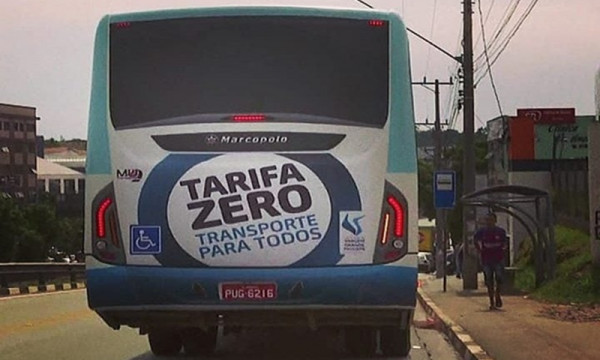 Marcopolo
TARIFA
ZERO
TRANSPORTE
PARA TODOS
PUG 6216